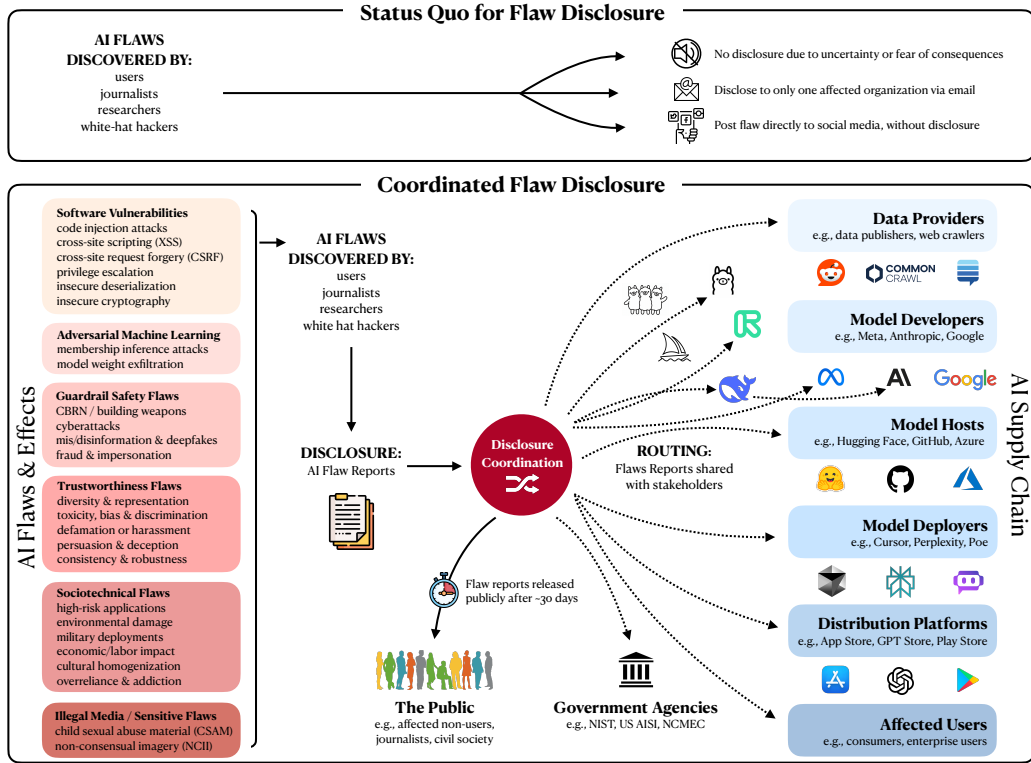 Status Quo for Flaw Disclosure
AI FLAWS
DISCOVERED BY:
users
journalists
researchers
white-hat hackers
No disclosure due to uncertainty or fear of consequences
Disclose to only one affected organization via email
Post flaw directly to social media, without disclosure
Coordinated Flaw Disclosure
AI Flaws & Effects
Software Vulnerabilities
code injection attacks
cross-site scripting (XSS)
cross-site request forgery (CSRF)
privilege escalation
insecure deserialization
insecure cryptography
Adversarial Machine Learning
membership inference attacks
model weight exfiltration
Guardrail Safety Flaws
CBRN / building weapons
cyberattacks
mis/disinformation & deepfakes
fraud & impersonation
Trustworthiness Flaws
diversity & representation
toxicity, bias & discrimination
defamation or harassment
persuasion & deception
consistency & robustness
Sociotechnical Flaws
high-risk applications
environmental damage
military deployments
economic/labor impact
cultural homogenization
overreliance & addiction
Illegal Media / Sensitive Flaws
child sexual abuse material (CSAM)
non-consensual imagery (NCII)
AI FLAWS
DISCOVERED BY:
users
journalists
researchers
white hat hackers
DISCLOSURE:
AI Flaw Reports
Disclosure
Coordination
Flaw reports released
publicly after ~30 days
The Public
e.g., affected non-users,
journalists, civil society
Government Agencies
e.g., NIST, US AISI, NCMEC
ROUTING:
Flaws Reports shared
with stakeholders
Data Providers
e.g., data publishers, web crawlers
COMMON
CRAWL
Model Developers
e.g., Meta, Anthropic, Google
Google
Model Hosts
e.g., Hugging Face, GitHub, Azure
Model Deployers
e.g., Cursor, Perplexity, Poe
Distribution Platforms
e.g., App Store, GPT Store, Play Store
Affected Users
e.g., consumers, enterprise users
AI Supply Chain